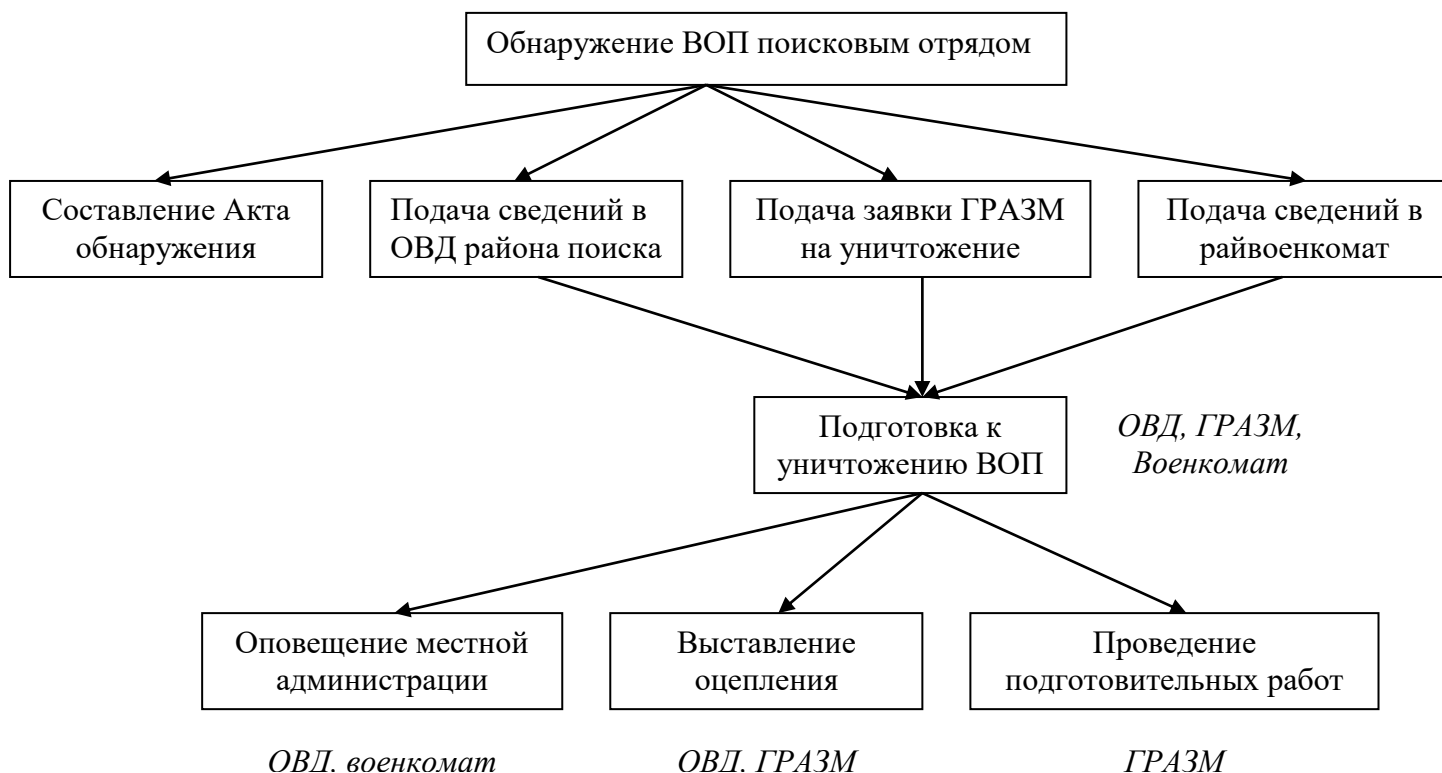 Обнаружение ВОП поисковым отрядом
Составление Акта
обнаружения
Подача сведений в
ОВД района поиска
Подача заявки ГРАЗМ
на уничтожение
Подача сведений в
райвоенкомат
Подготовка к
уничтожению ВОП
ОВД, ГРАЗМ,
Военкомат
Оповещение местной
администрации
Выставление
оцепления
Проведение
подготовительных работ
ОВД, военкомат
ОВД, ГРАЗМ
ГРАЗМ